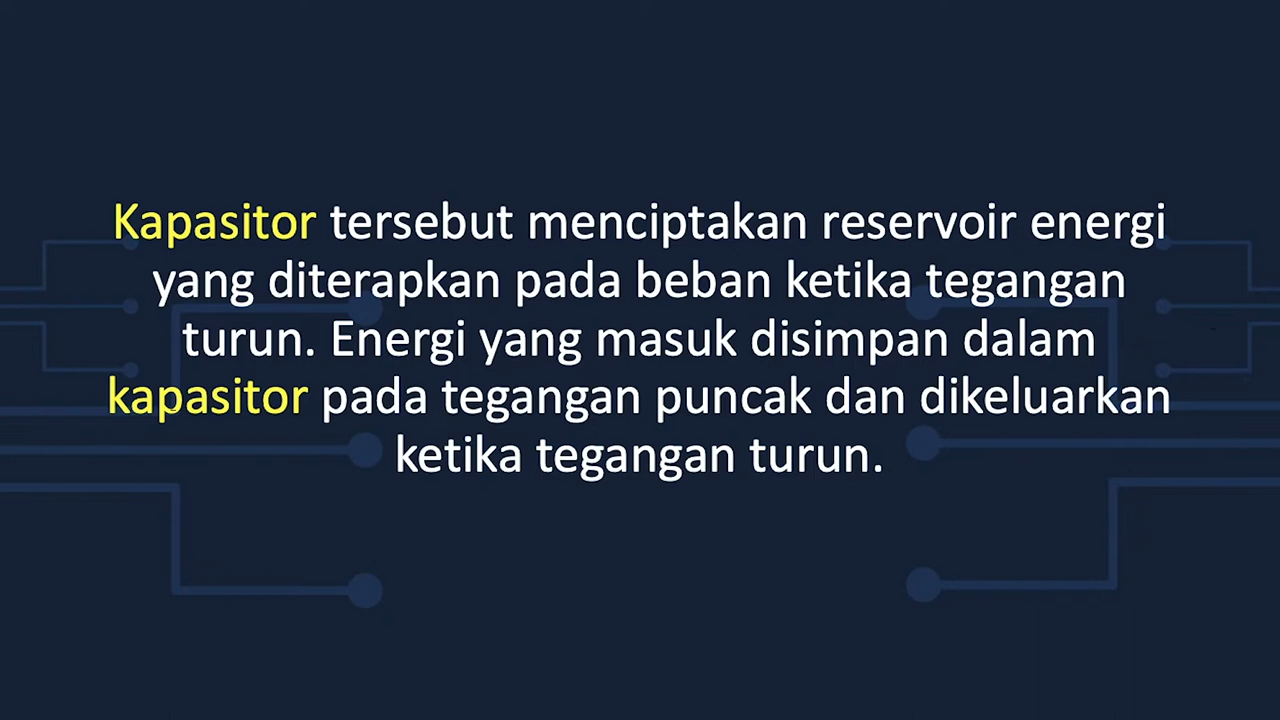 Kapasitor tersebut menciptakan reservoir energi
yang diterapkan pada beban ketika tegangan
turun. Energi yang masuk disimpan dalam
kapasitor pada tegangan puncak dan dikeluarkan
ketika tegangan turun.